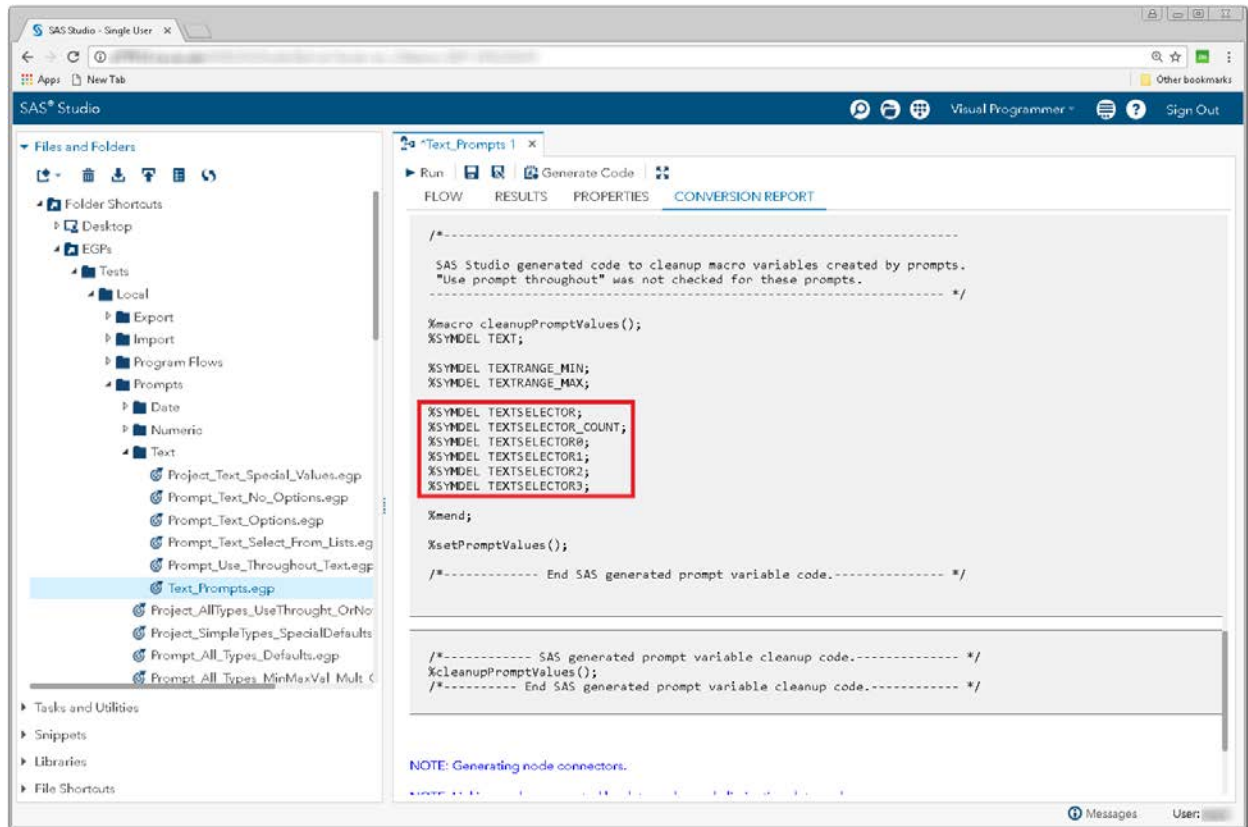 SAS Studio - Single User
Apps New Tab Other bookmarks
SAS® Studio Visual Programmer Sign Out
Files and Folders
Folder Shortcuts
Desktop
EGPs
Tests
Local
Export
Import
Program Flows
Prompts
Date
Numeric
Text
Project_Text_Special_Values.egp
Prompt_Text_No_Options.egp
Prompt_Text_Options.egp
Prompt_Text_Select_From_Lists.eg
Prompt_Use_Throughout_Text.egp
Text_Prompts.egp
Project_AllTypes_UseThrought_OrNo
Project_SimpleTypes_SpecialDefaults
Prompt_All_Types_Defaults.egp
Prompt_All_Types_MinMaxVal_Mult_C
Tasks and Utilities
Snippets
Libraries
File Shortcuts
*Text_Prompts 1
Run Generate Code
FLOW RESULTS PROPERTIES CONVERSION REPORT
/*------------------------------------------------------------------------
SAS Studio generated code to cleanup macro variables created by prompts.
"Use prompt throughout" was not checked for these prompts.
------------------------------------------------------------------------ */
%macro cleanupPromptValues();
%SYMDEL TEXT;
%SYMDEL TEXTRANGE_MIN;
%SYMDEL TEXTRANGE_MAX;
%SYMDEL TEXTSELECTOR;
%SYMDEL TEXTSELECTOR_COUNT;
%SYMDEL TEXTSELECTOR0;
%SYMDEL TEXTSELECTOR1;
%SYMDEL TEXTSELECTOR2;
%SYMDEL TEXTSELECTOR3;
%mend;
%setPromptValues();
/*------------- End SAS generated prompt variable code.--------------- */
/*------------ SAS generated prompt variable cleanup code.-------------- */
%cleanupPromptValues();
/*---------- End SAS generated prompt variable cleanup code.------------ */
NOTE: Generating node connectors.
Messages User: